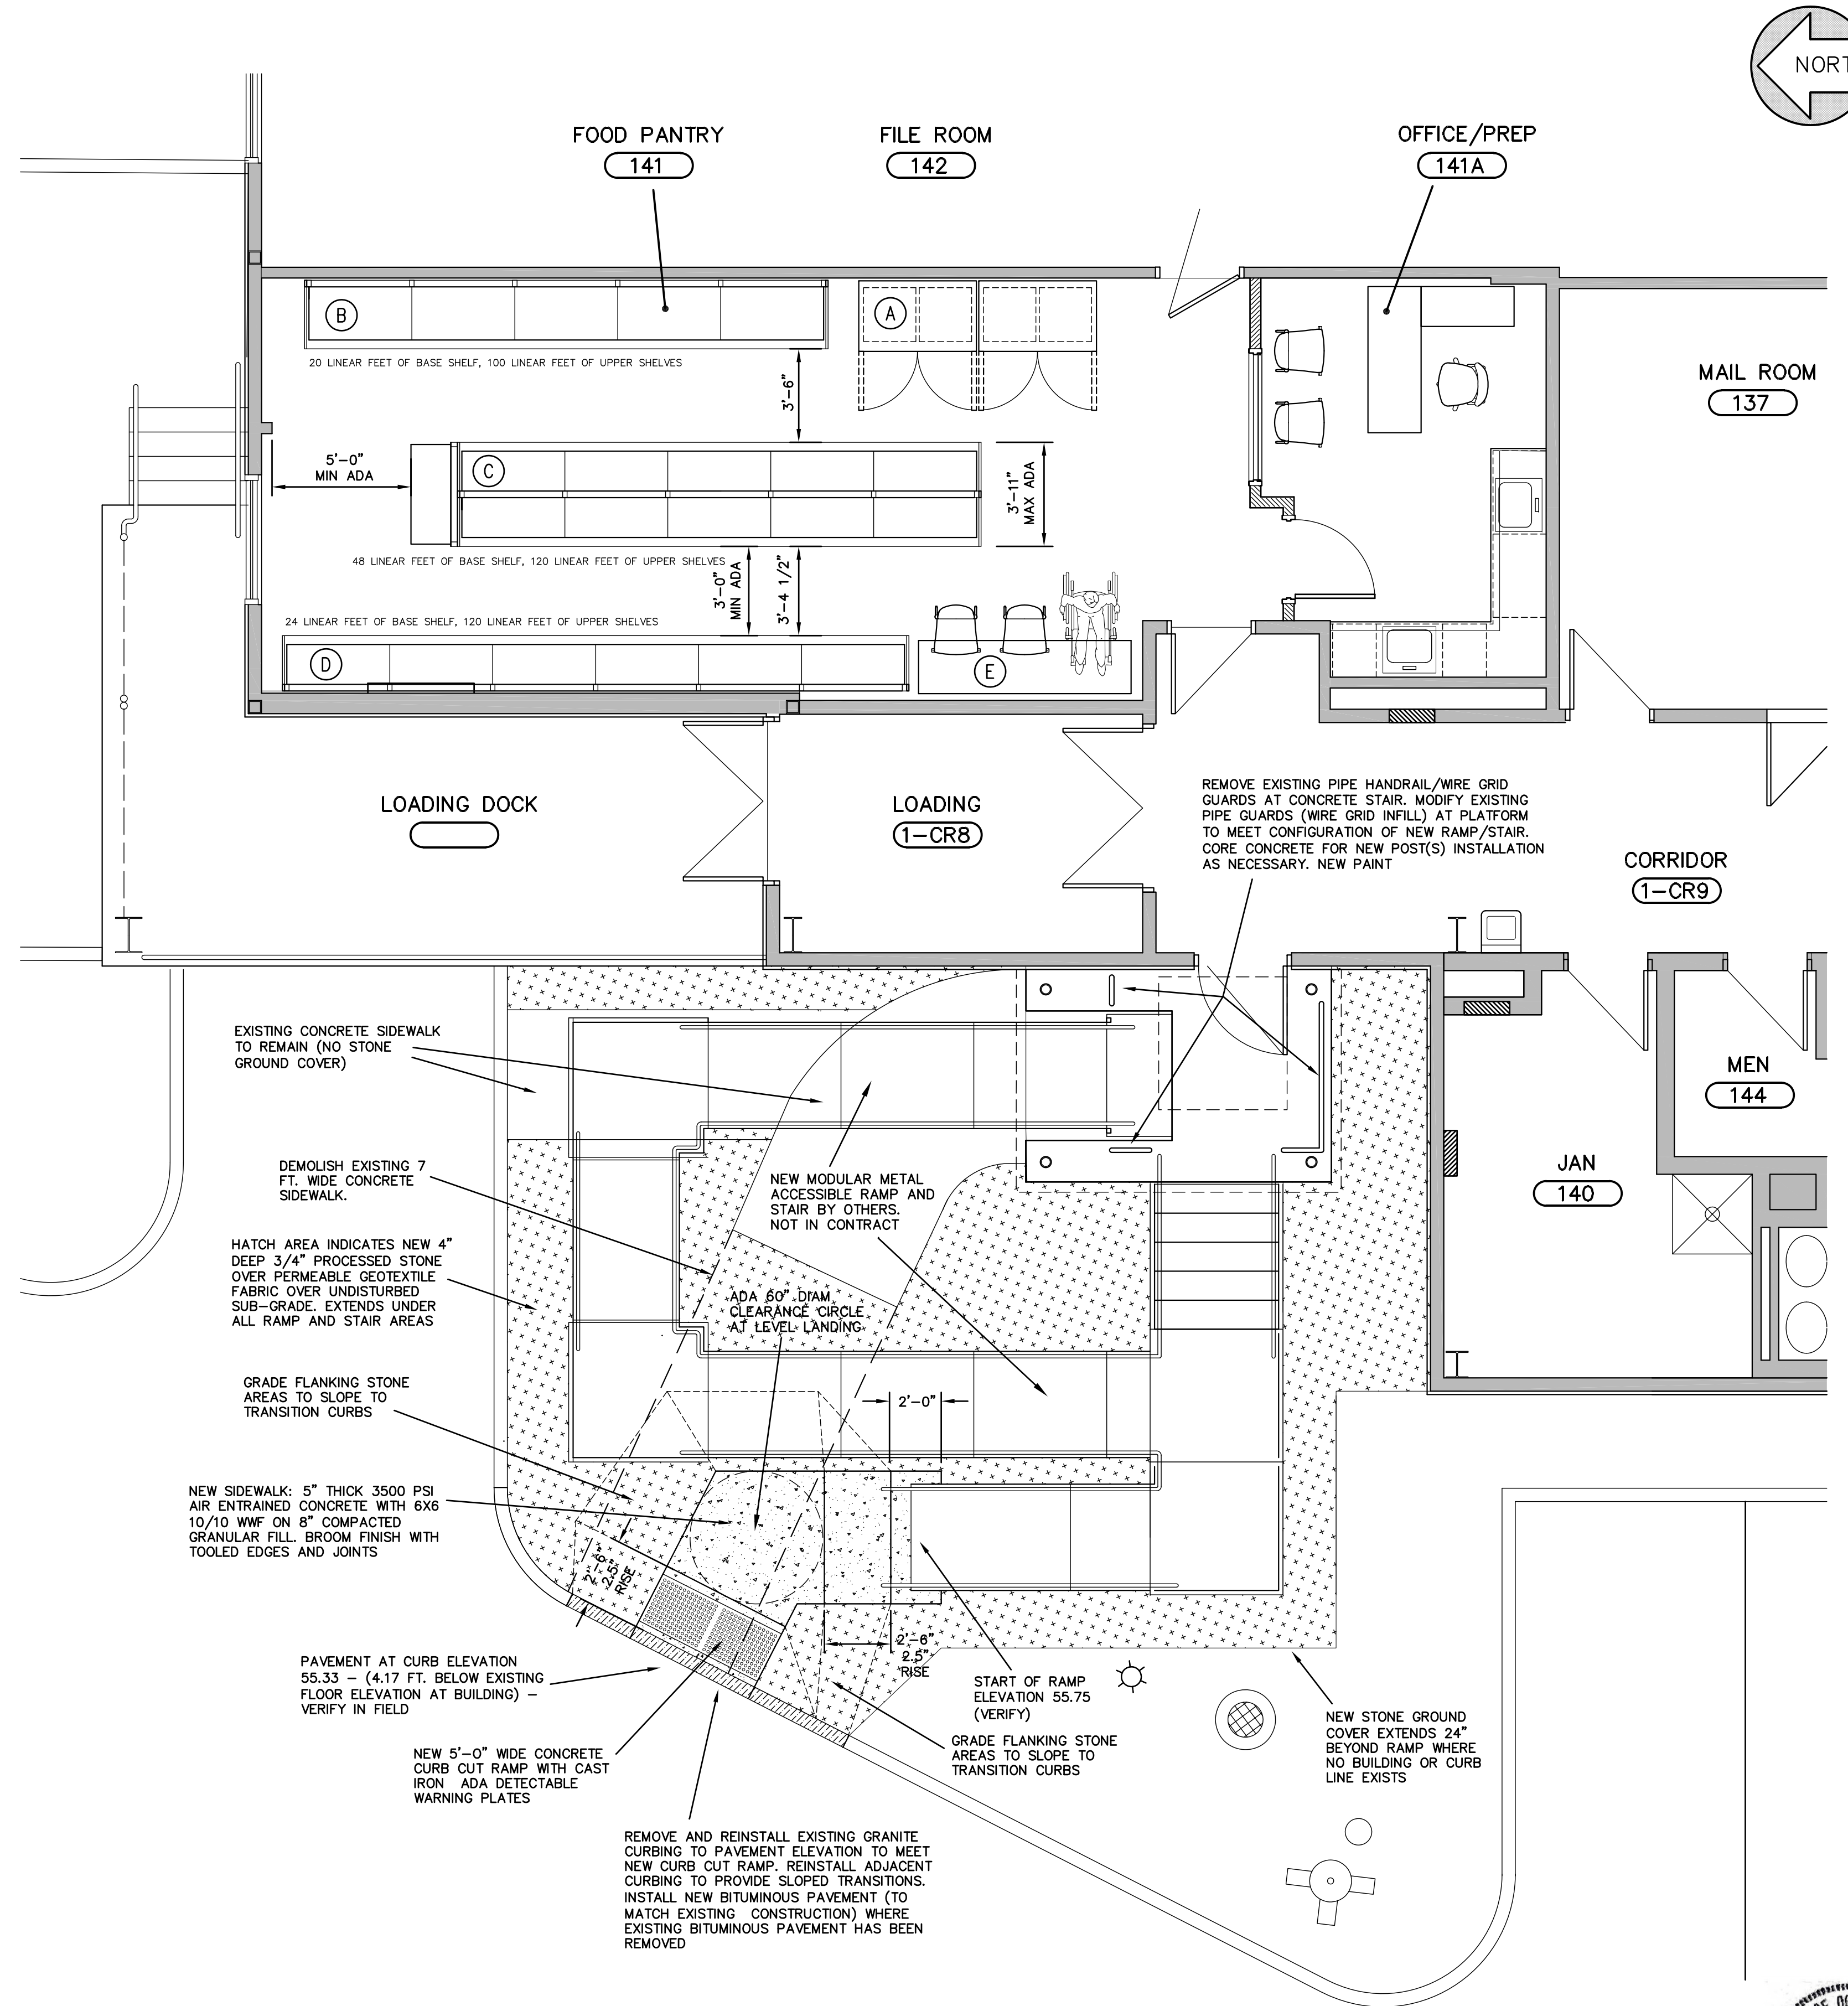 NORT
FOOD PANTRY
141
FILE ROOM
142
OFFICE/PREP
141A
B
A
20 LINEAR FEET OF BASE SHELF, 100 LINEAR FEET OF UPPER SHELVES
3'-6"
MAIL ROOM
137
5'-0"
MIN ADA
C
3'-11"
MAX ADA
48 LINEAR FEET OF BASE SHELF, 120 LINEAR FEET OF UPPER SHELVES
3'-0"
MIN ADA
3'-4 1/2"
24 LINEAR FEET OF BASE SHELF, 120 LINEAR FEET OF UPPER SHELVES
D
E
LOADING DOCK
LOADING
1-CR8
REMOVE EXISTING PIPE HANDRAIL/WIRE GRID
GUARDS AT CONCRETE STAIR. MODIFY EXISTING
PIPE GUARDS (WIRE GRID INFILL) AT PLATFORM
TO MEET CONFIGURATION OF NEW RAMP/STAIR.
CORE CONCRETE FOR NEW POST(S) INSTALLATION
AS NECESSARY. NEW PAINT
CORRIDOR
1-CR9
EXISTING CONCRETE SIDEWALK
TO REMAIN (NO STONE
GROUND COVER)
MEN
144
DEMOLISH EXISTING 7
FT. WIDE CONCRETE
SIDEWALK.
NEW MODULAR METAL
ACCESSIBLE RAMP AND
STAIR BY OTHERS.
NOT IN CONTRACT
JAN
140
HATCH AREA INDICATES NEW 4"
DEEP 3/4" PROCESSED STONE
OVER PERMEABLE GEOTEXTILE
FABRIC OVER UNDISTURBED
SUB-GRADE. EXTENDS UNDER
ALL RAMP AND STAIR AREAS
ADA 60" DIAM
CLEARANCE CIRCLE
AT LEVEL LANDING
GRADE FLANKING STONE
AREAS TO SLOPE TO
TRANSITION CURBS
2'-0"
NEW SIDEWALK: 5" THICK 3500 PSI
AIR ENTRAINED CONCRETE WITH 6X6
10/10 WWF ON 8" COMPACTED
GRANULAR FILL. BROOM FINISH WITH
TOOLED EDGES AND JOINTS
2'-6"
2.5"
RISE
2'-6"
2.5"
RISE
PAVEMENT AT CURB ELEVATION
55.33 - (4.17 FT. BELOW EXISTING
FLOOR ELEVATION AT BUILDING) -
VERIFY IN FIELD
START OF RAMP
ELEVATION 55.75
(VERIFY)
NEW STONE GROUND
COVER EXTENDS 24"
BEYOND RAMP WHERE
NO BUILDING OR CURB
LINE EXISTS
GRADE FLANKING STONE
AREAS TO SLOPE TO
TRANSITION CURBS
NEW 5'-0" WIDE CONCRETE
CURB CUT RAMP WITH CAST
IRON ADA DETECTABLE
WARNING PLATES
REMOVE AND REINSTALL EXISTING GRANITE
CURBING TO PAVEMENT ELEVATION TO MEET
NEW CURB CUT RAMP. REINSTALL ADJACENT
CURBING TO PROVIDE SLOPED TRANSITIONS.
INSTALL NEW BITUMINOUS PAVEMENT (TO
MATCH EXISTING CONSTRUCTION) WHERE
EXISTING BITUMINOUS PAVEMENT HAS BEEN
REMOVED